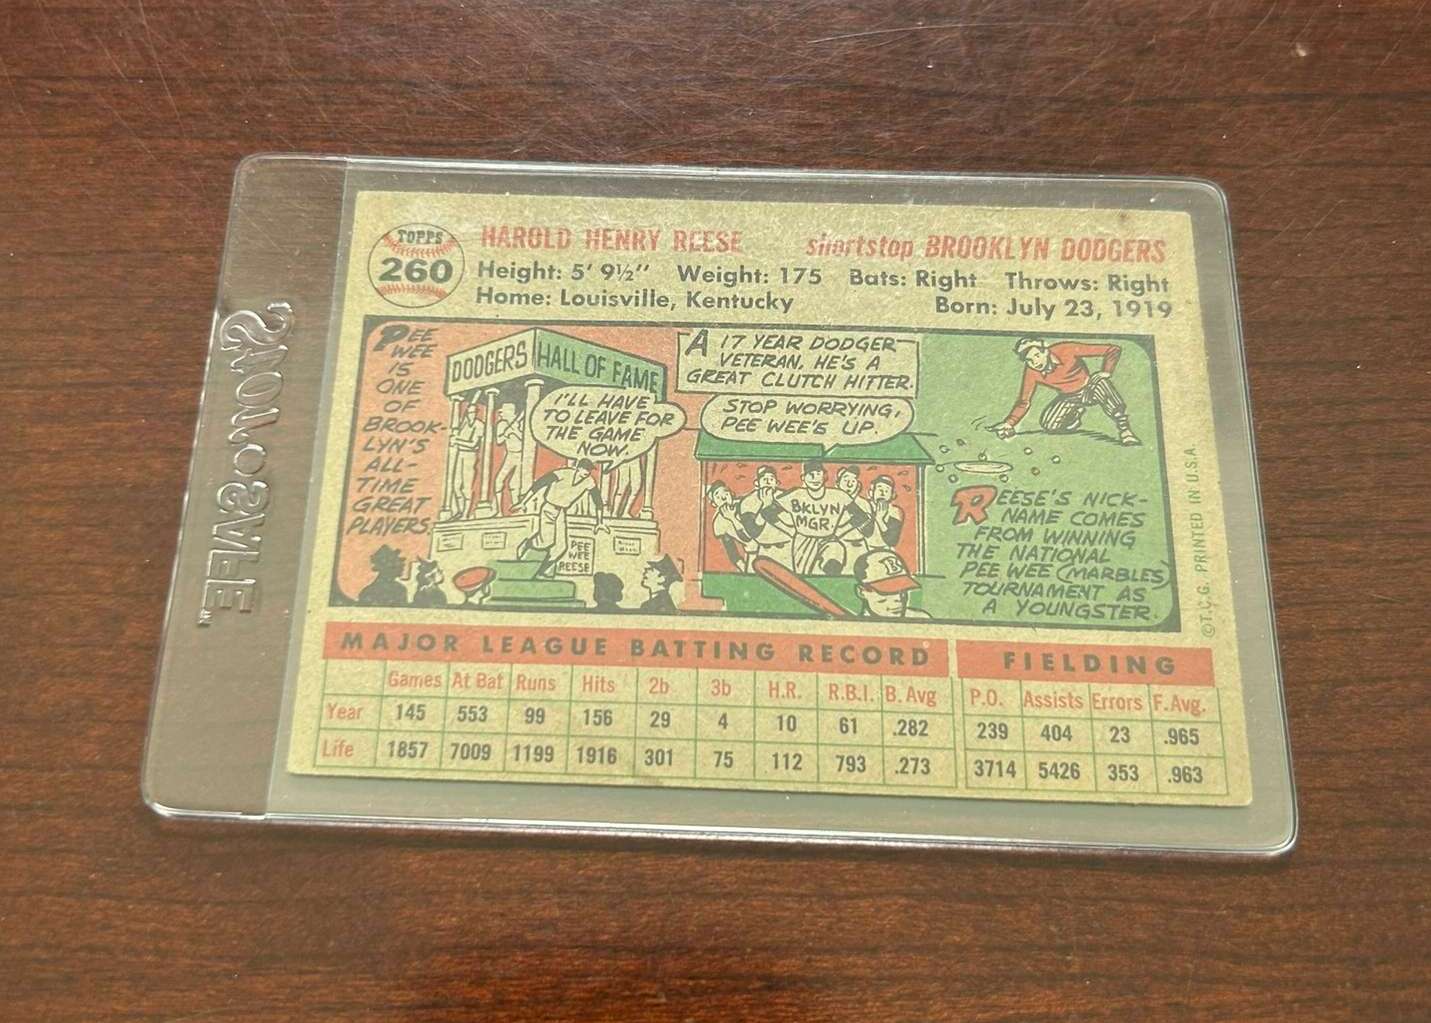 TOPPS
260
HAROLD HENRY REESE shortstop BROOKLYN DODGERS
Height: 5' 9½" Weight: 175 Bats: Right Throws: Right
Home: Louisville, Kentucky Born: July 23, 1919
PEE
WEE
IS
ONE
OF
BROOK-
LYN'S
ALL-
TIME
GREAT
PLAYERS.
DODGERS HALL OF FAME
I'LL HAVE
TO LEAVE FOR
THE GAME
NOW.
PEE
WEE
REESE
A 17 YEAR DODGER
VETERAN, HE'S A
GREAT CLUTCH HITTER.
STOP WORRYING,
PEE WEE'S UP.
BKLYN
MGR.
B
REESE'S NICK-
NAME COMES
FROM WINNING
THE NATIONAL
PEE WEE (MARBLES)
TOURNAMENT AS
A YOUNGSTER.
©T.C.G. PRINTED IN U.S.A.
MAJOR LEAGUE BATTING RECORD FIELDING
Games At Bat Runs Hits 2b 3b H.R. R.B.I. B. Avg P.O. Assists Errors F. Avg.
Year 145 553 99 156 29 4 10 61 .282 239 404 23 .965
Life 1857 7009 1199 1916 301 75 112 793 .273 3714 5426 353 .963